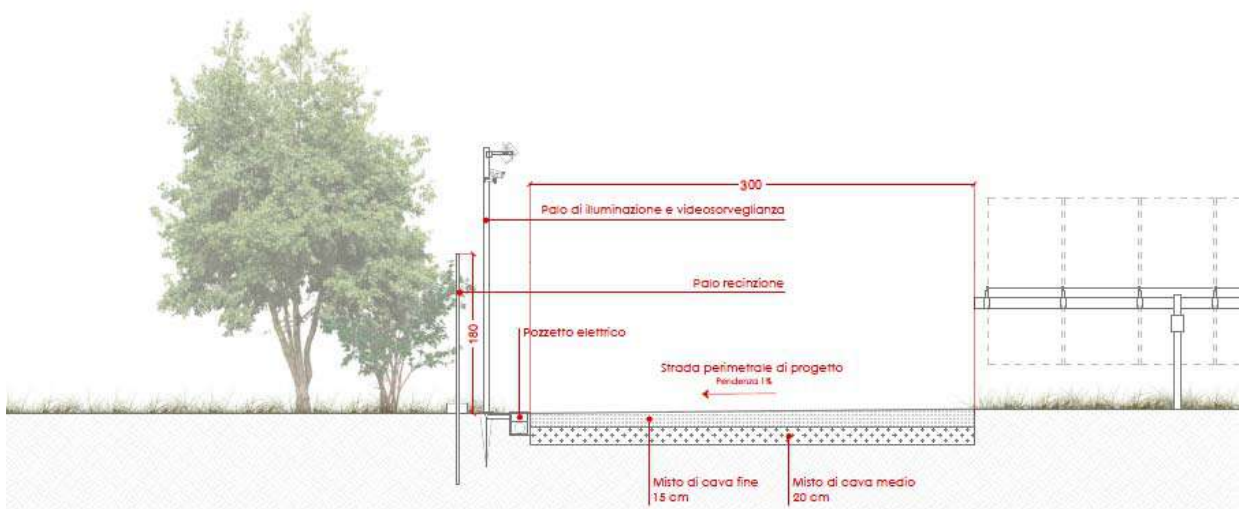 300
Palo di illuminazione e videosorveglianza
Palo recinzione
180
Pozzetto elettrico
Strada perimetrale di progetto
Pendenza 1%
Misto di cava fine
15 cm
Misto di cava medio
20 cm